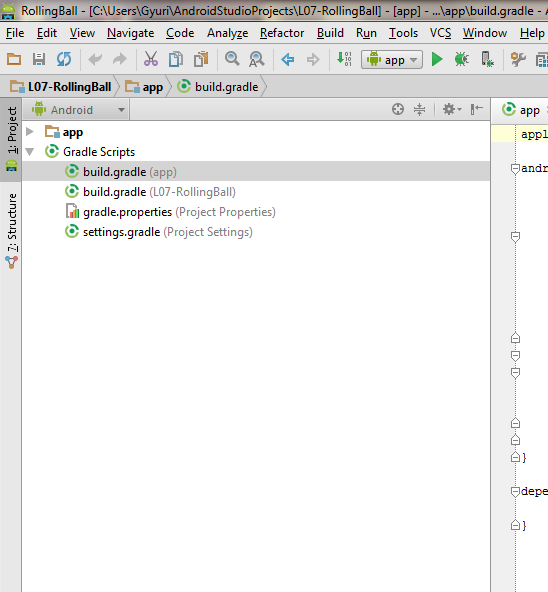 RollingBall - [C:\Users\Gyuri\AndroidStudioProjects\L07-RollingBall] - [app] - ...\app\build.gradle - Andro
File Edit View Navigate Code Analyze Refactor Build Run Tools VCS Window Help
app
L07-RollingBall app build.gradle
1: Project
7: Structure
Android
app
Gradle Scripts
build.gradle (app)
build.gradle (L07-RollingBall)
gradle.properties (Project Properties)
settings.gradle (Project Settings)
app
appl
andr
}
depe
}